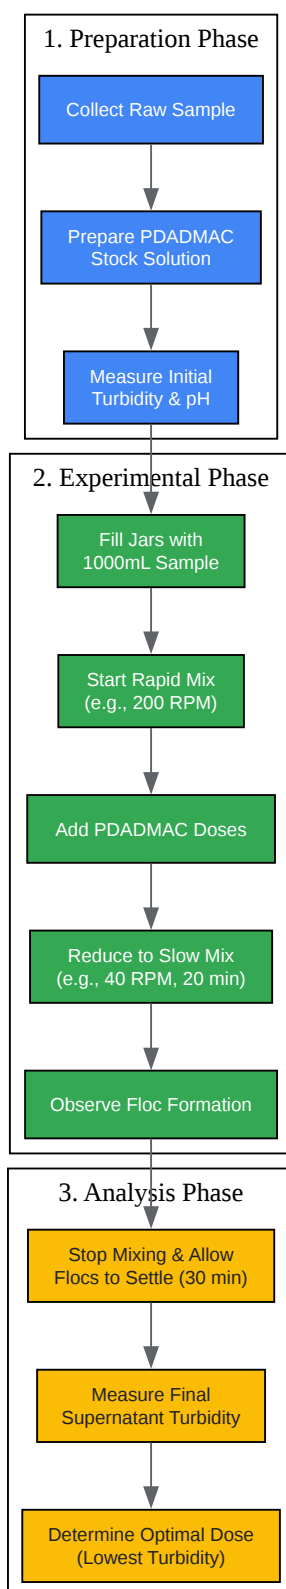 1. Preparation Phase
Collect Raw Sample
Prepare PDADMAC
Stock Solution
Measure Initial
Turbidity & pH
2. Experimental Phase
Fill Jars with
1000mL Sample
Start Rapid Mix
(e.g., 200 RPM)
Add PDADMAC Doses
Reduce to Slow Mix
(e.g., 40 RPM, 20 min)
Observe Floc Formation
3. Analysis Phase
Stop Mixing & Allow
Flocs to Settle (30 min)
Measure Final
Supernatant Turbidity
Determine Optimal Dose
(Lowest Turbidity)